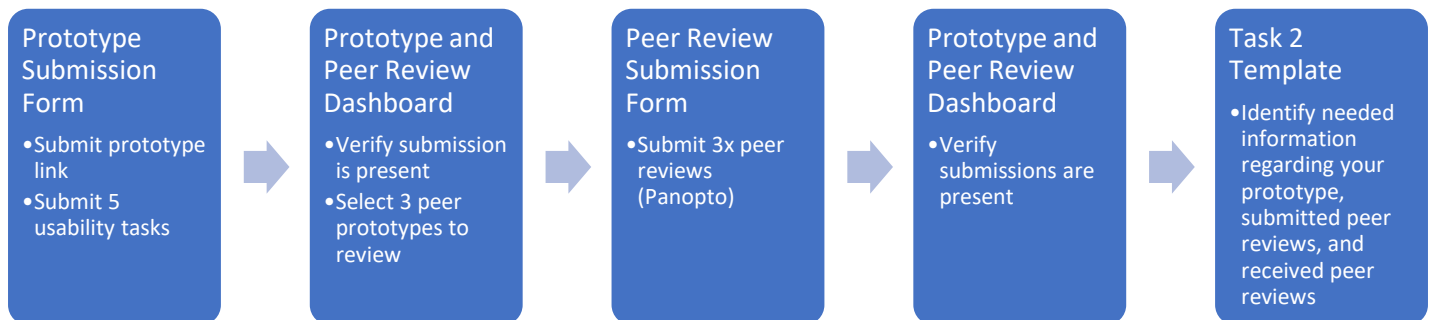 Prototype
Submission
Form
•Submit prototype
link
•Submit 5
usability tasks
Prototype and
Peer Review
Dashboard
•Verify submission
is present
•Select 3 peer
prototypes to
review
Peer Review
Submission
Form
•Submit 3x peer
reviews
(Panopto)
Prototype and
Peer Review
Dashboard
•Verify
submissions are
present
Task 2
Template
•Identify needed
information
regarding your
prototype,
submitted peer
reviews, and
received peer
reviews